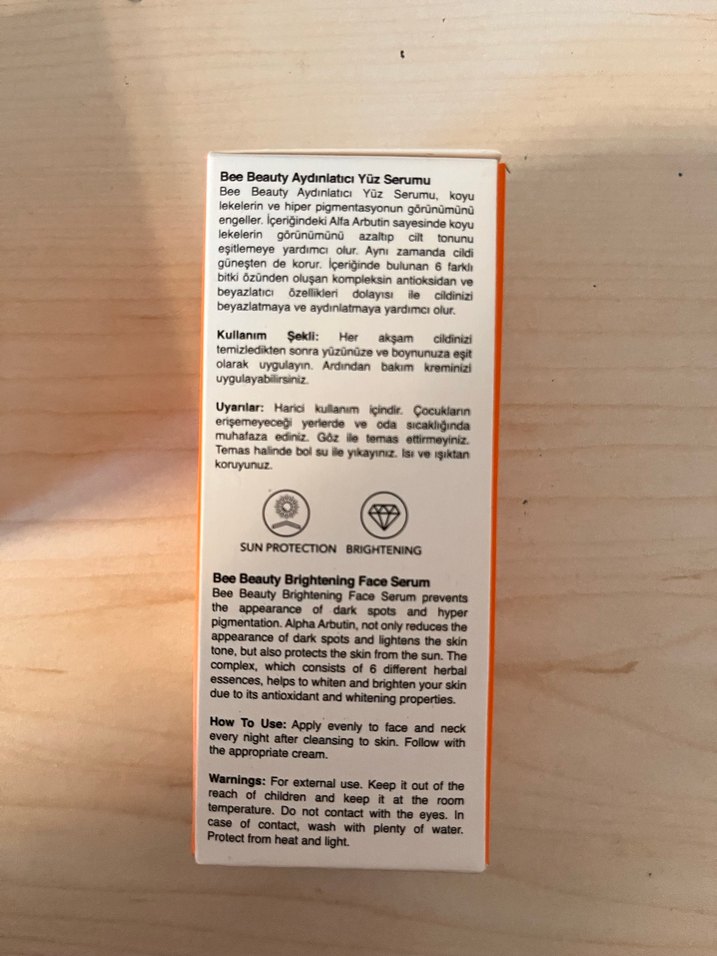 Bee Beauty Aydınlatıcı Yüz Serumu
Bee Beauty Aydınlatıcı Yüz Serumu, koyu
lekelerin ve hiper pigmentasyonun görünümünü
engeller. İçeriğindeki Alfa Arbutin sayesinde koyu
lekelerin görünümünü azaltıp cilt tonunu
eşitlemeye yardımcı olur. Aynı zamanda cildi
güneşten de korur. İçeriğinde bulunan 6 farklı
bitki özünden oluşan kompleksin antioksidan ve
beyazlatıcı özellikleri dolayısı ile cildinizi
beyazlatmaya ve aydınlatmaya yardımcı olur.
Kullanım Şekli: Her akşam cildinizi
temizledikten sonra yüzünüze ve boynunuza eşit
olarak uygulayın. Ardından bakım kreminizi
uygulayabilirsiniz.
Uyarılar: Harici kullanım içindir. Çocukların
erişemeyeceği yerlerde ve oda sıcaklığında
muhafaza ediniz. Göz ile temas ettirmeyiniz.
Temas halinde bol su ile yıkayınız. Isı ve ışıktan
koruyunuz.
SUN PROTECTION BRIGHTENING
Bee Beauty Brightening Face Serum
Bee Beauty Brightening Face Serum prevents
the appearance of dark spots and hyper
pigmentation. Alpha Arbutin, not only reduces the
appearance of dark spots and lightens the skin
tone, but also protects the skin from the sun. The
complex, which consists of 6 different herbal
essences, helps to whiten and brighten your skin
due to its antioxidant and whitening properties.
How To Use: Apply evenly to face and neck
every night after cleansing to skin. Follow with
the appropriate cream.
Warnings: For external use. Keep it out of the
reach of children and keep it at the room
temperature. Do not contact with the eyes. In
case of contact, wash with plenty of water.
Protect from heat and light.